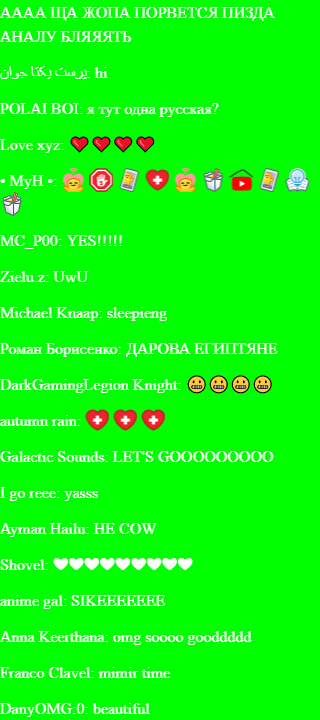 АААА ЩА ЖОПА ПОРВЕТСЯ ПИЗДА
АНАЛУ БЛЯЯЯТЬ
پرست یکتا جوان: hi
POLAI BOI: я тут одна русская?
Love xyz: ❤❤❤❤
• MyH •:
MC_P00: YES!!!!!
Zielu.z: UwU
Michael Knaap: sleepieng
Роман Борисенко: ДАРОВА ЕГИПТЯНЕ
DarkGamingLegion Knight: 😬😬😬😬
autumn rain:
Galactic Sounds: LET'S GOOOOOOOOO
I go reee: yasss
Ayman Hailu: HE COW
Shovel: 🤍🤍🤍🤍🤍🤍🤍🤍🤍
anime gal: SIKEEEEEEE
Anna Keerthana: omg soooo gooddddd
Franco Clavel: mimir time
DanyOMG:0: beautiful